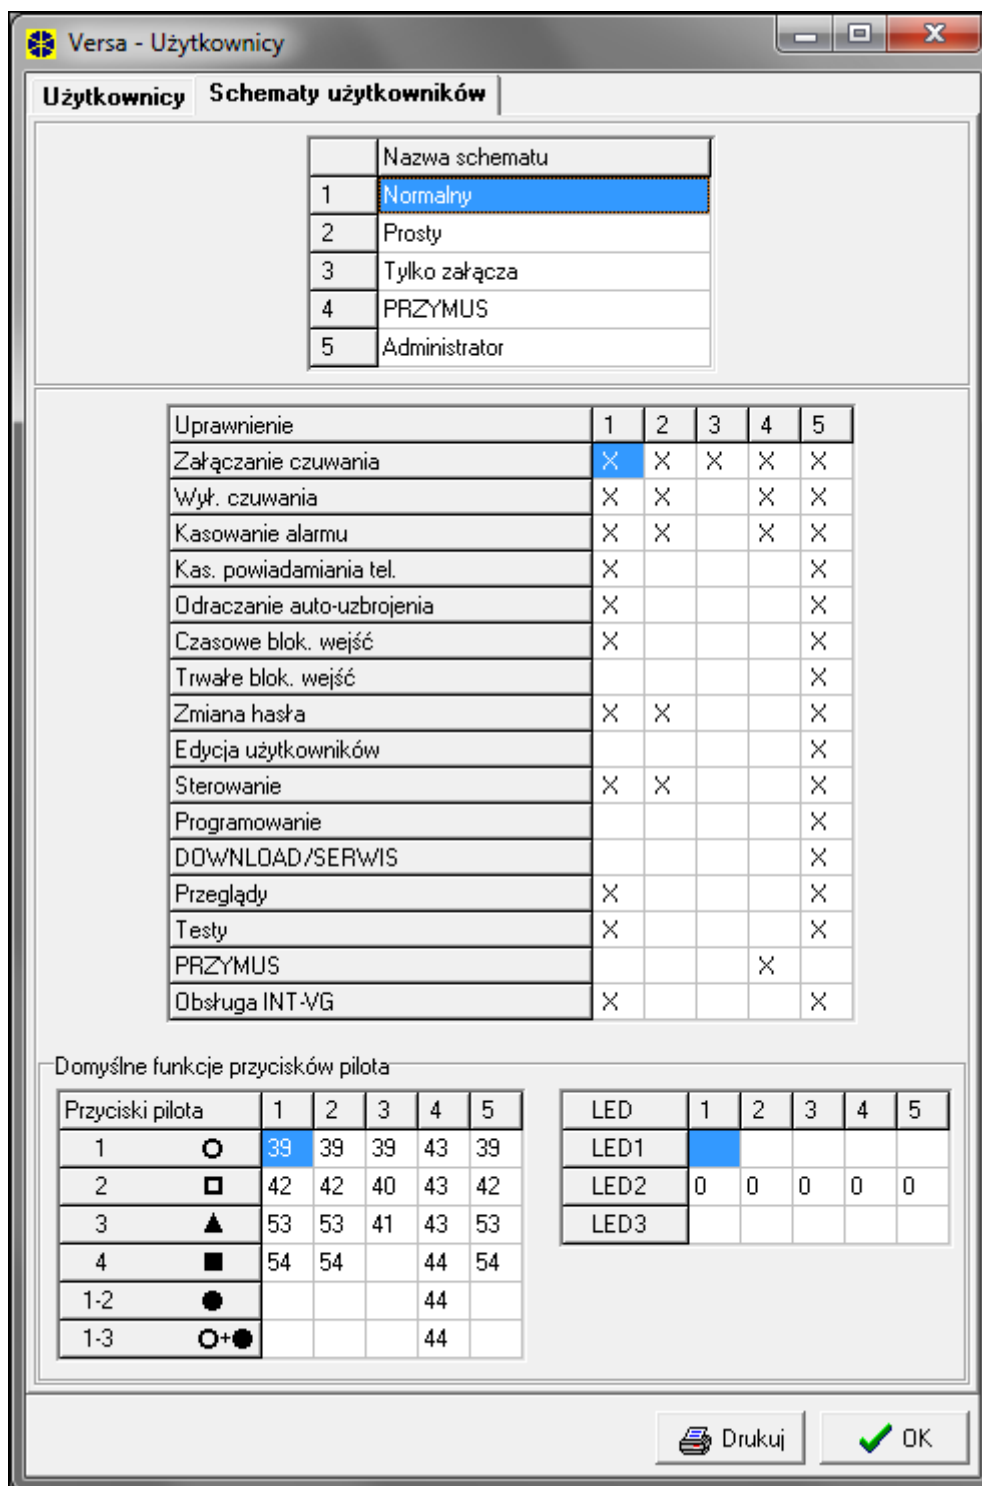 Versa - Użytkownicy
Użytkownicy Schematy użytkowników
Nazwa schematu
1 Normalny
2 Prosty
3 Tylko załącza
4 PRZYMUS
5 Administrator
Uprawnienie 1 2 3 4 5
Załączanie czuwania X X X X X
Wył. czuwania X X X X
Kasowanie alarmu X X X X
Kas. powiadamiania tel. X X
Odraczanie auto-uzbrojenia X X
Czasowe blok. wejść X X
Trwałe blok. wejść X
Zmiana hasła X X X
Edycja użytkowników X
Sterowanie X X X
Programowanie X
DOWNLOAD/SERWIS X
Przeglądy X X
Testy X X
PRZYMUS X
Obsługa INT-VG X X
Domyślne funkcje przycisków pilota
Przyciski pilota 1 2 3 4 5
1 39 39 39 43 39
2 42 42 40 43 42
3 53 53 41 43 53
4 54 54 44 54
1-2 44
1-3 + 44
LED 1 2 3 4 5
LED1
LED2 0 0 0 0 0
LED3
Drukuj OK